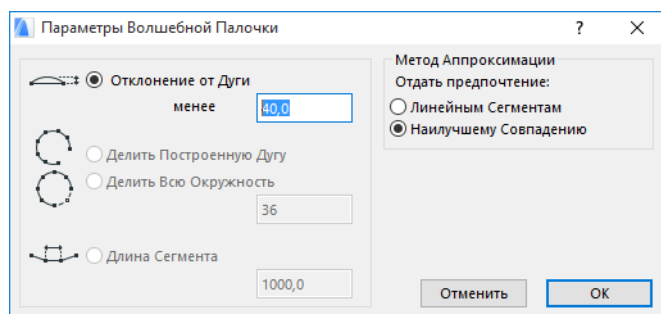 Параметры Волшебной Палочки
?
Отклонение от Дуги
менее
40,0
Делить Построенную Дугу
Делить Всю Окружность
36
Длина Сегмента
1000,0
Метод Аппроксимации
Отдать предпочтение:
Линейным Сегментам
Наилучшему Совпадению
Отменить
ОК